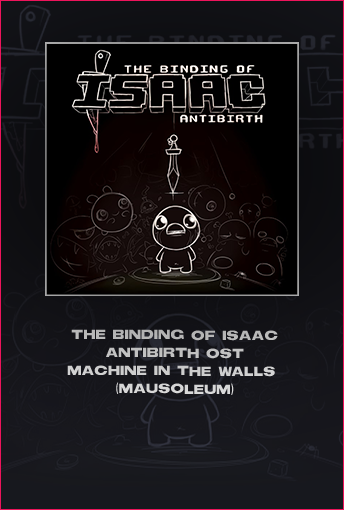 THE BINDING OF
ISAAC
ANTIBIRTH
THE BINDING OF ISAAC
ANTIBIRTH OST
MACHINE IN THE WALLS
(MAUSOLEUM)